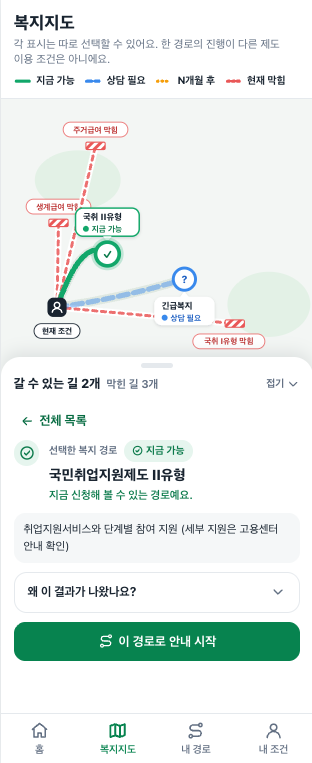 복지지도
각 표시는 따로 선택할 수 있어요. 한 경로의 진행이 다른 제도
이용 조건은 아니에요.
지금 가능 상담 필요 N개월 후 현재 막힘
주거급여 막힘
생계급여 막힘
국취 II유형
지금 가능
?
긴급복지
상담 필요
현재 조건
국취 I유형 막힘
갈 수 있는 길 2개 막힌 길 3개 접기
← 전체 목록
선택한 복지 경로 지금 가능
국민취업지원제도 II유형
지금 신청해 볼 수 있는 경로예요.
취업지원서비스와 단계별 참여 지원 (세부 지원은 고용센터
안내 확인)
왜 이 결과가 나왔나요?
이 경로로 안내 시작
홈 복지지도 내 경로 내 조건